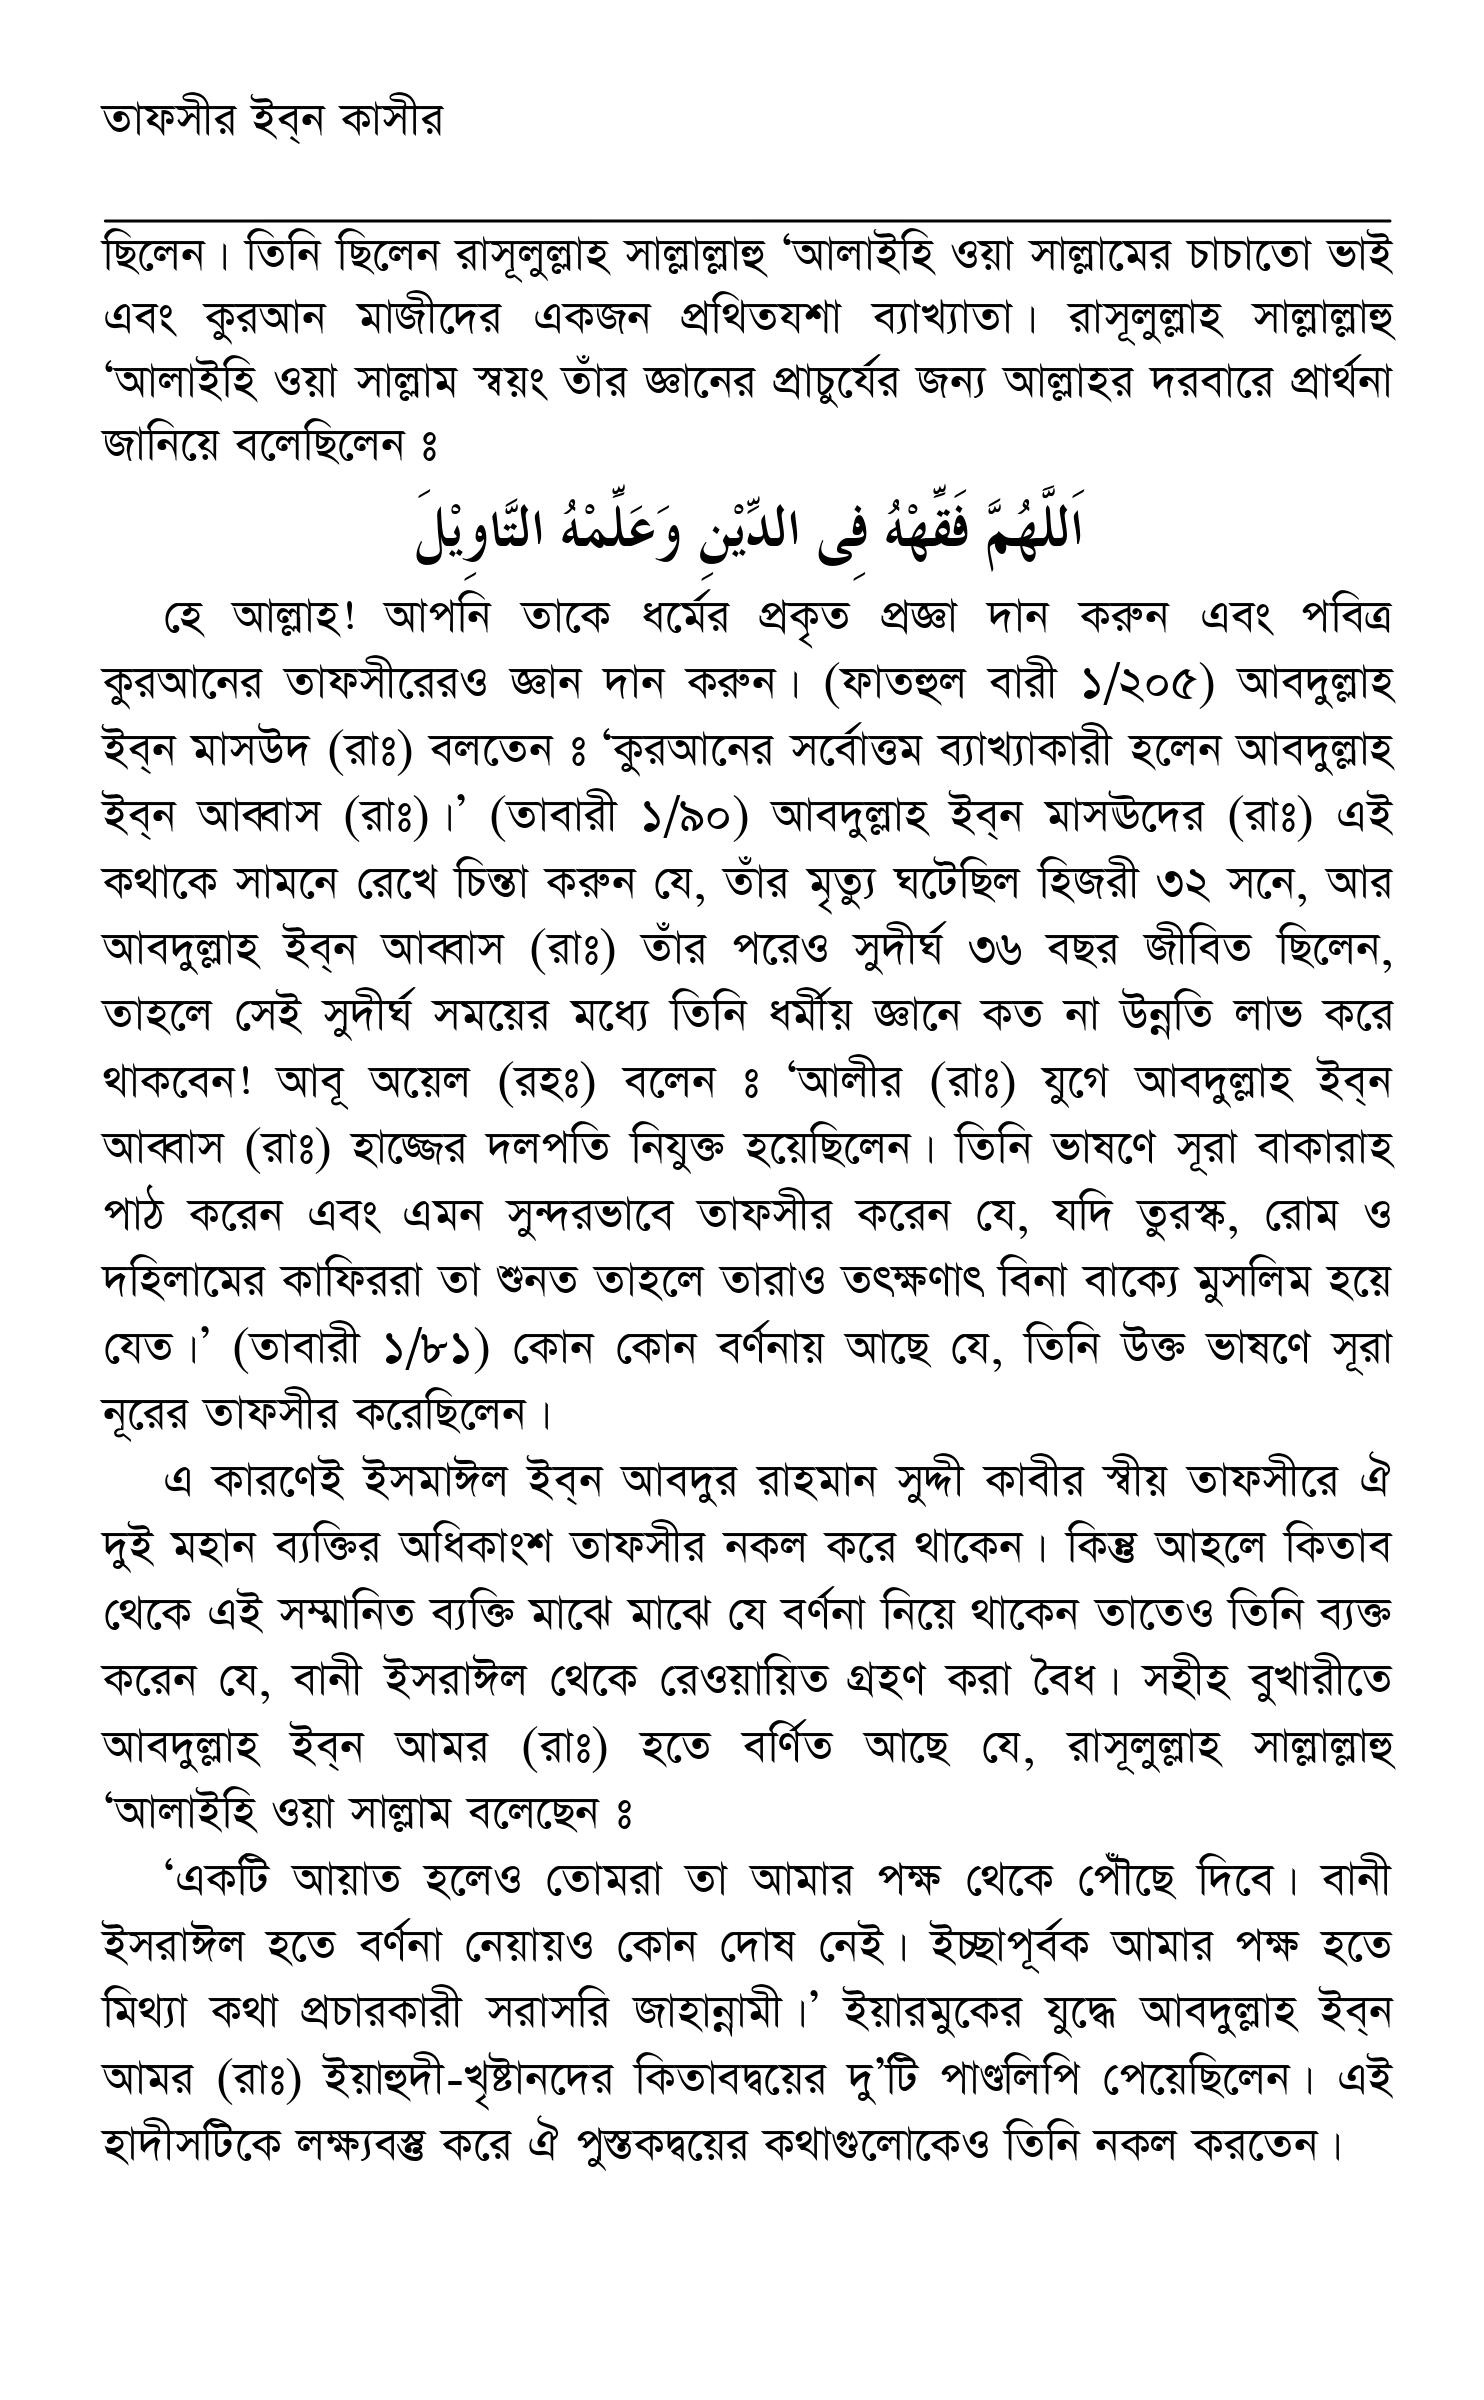 তাফসীর ইব্‌ন কাসীর
ছিলেন। তিনি ছিলেন রাসূলুল্লাহ সাল্লাল্লাহু ‘আলাইহি ওয়া সাল্লামের চাচাতো ভাই
এবং কুরআন মাজীদের একজন প্রথিতযশা ব্যাখ্যাতা। রাসূলুল্লাহ সাল্লাল্লাহু
‘আলাইহি ওয়া সাল্লাম স্বয়ং তাঁর জ্ঞানের প্রাচুর্যের জন্য আল্লাহর দরবারে প্রার্থনা
জানিয়ে বলেছিলেন ঃ
اَللَّهُمَّ فَقِّهْهُ فِى الدِّيْنِ وَعَلِّمْهُ التَّاوِيْلَ
হে আল্লাহ! আপনি তাকে ধর্মের প্রকৃত প্রজ্ঞা দান করুন এবং পবিত্র
কুরআনের তাফসীরেরও জ্ঞান দান করুন। (ফাতহুল বারী ১/২০৫) আবদুল্লাহ
ইব্‌ন মাসউদ (রাঃ) বলতেন ঃ ‘কুরআনের সর্বোত্তম ব্যাখ্যাকারী হলেন আবদুল্লাহ
ইব্‌ন আব্বাস (রাঃ)।’ (তাবারী ১/৯০) আবদুল্লাহ ইব্‌ন মাসঊদের (রাঃ) এই
কথাকে সামনে রেখে চিন্তা করুন যে, তাঁর মৃত্যু ঘটেছিল হিজরী ৩২ সনে, আর
আবদুল্লাহ ইব্‌ন আব্বাস (রাঃ) তাঁর পরেও সুদীর্ঘ ৩৬ বছর জীবিত ছিলেন,
তাহলে সেই সুদীর্ঘ সময়ের মধ্যে তিনি ধর্মীয় জ্ঞানে কত না উন্নতি লাভ করে
থাকবেন! আবূ অয়েল (রহঃ) বলেন ঃ ‘আলীর (রাঃ) যুগে আবদুল্লাহ ইব্‌ন
আব্বাস (রাঃ) হাজ্জের দলপতি নিযুক্ত হয়েছিলেন। তিনি ভাষণে সূরা বাকারাহ
পাঠ করেন এবং এমন সুন্দরভাবে তাফসীর করেন যে, যদি তুরস্ক, রোম ও
দহিলামের কাফিররা তা শুনত তাহলে তারাও তৎক্ষণাৎ বিনা বাক্যে মুসলিম হয়ে
যেত।’ (তাবারী ১/৮১) কোন কোন বর্ণনায় আছে যে, তিনি উক্ত ভাষণে সূরা
নূরের তাফসীর করেছিলেন।
এ কারণেই ইসমাঈল ইব্‌ন আবদুর রাহমান সুদ্দী কাবীর স্বীয় তাফসীরে ঐ
দুই মহান ব্যক্তির অধিকাংশ তাফসীর নকল করে থাকেন। কিন্তু আহলে কিতাব
থেকে এই সম্মানিত ব্যক্তি মাঝে মাঝে যে বর্ণনা নিয়ে থাকেন তাতেও তিনি ব্যক্ত
করেন যে, বানী ইসরাঈল থেকে রেওয়ায়িত গ্রহণ করা বৈধ। সহীহ বুখারীতে
আবদুল্লাহ ইব্‌ন আমর (রাঃ) হতে বর্ণিত আছে যে, রাসূলুল্লাহ সাল্লাল্লাহু
‘আলাইহি ওয়া সাল্লাম বলেছেন ঃ
‘একটি আয়াত হলেও তোমরা তা আমার পক্ষ থেকে পৌঁছে দিবে। বানী
ইসরাঈল হতে বর্ণনা নেয়ায়ও কোন দোষ নেই। ইচ্ছাপূর্বক আমার পক্ষ হতে
মিথ্যা কথা প্রচারকারী সরাসরি জাহান্নামী।’ ইয়ারমুকের যুদ্ধে আবদুল্লাহ ইব্‌ন
আমর (রাঃ) ইয়াহুদী-খৃষ্টানদের কিতাবদ্বয়ের দু’টি পাণ্ডুলিপি পেয়েছিলেন। এই
হাদীসটিকে লক্ষ্যবস্তু করে ঐ পুস্তকদ্বয়ের কথাগুলোকেও তিনি নকল করতেন।